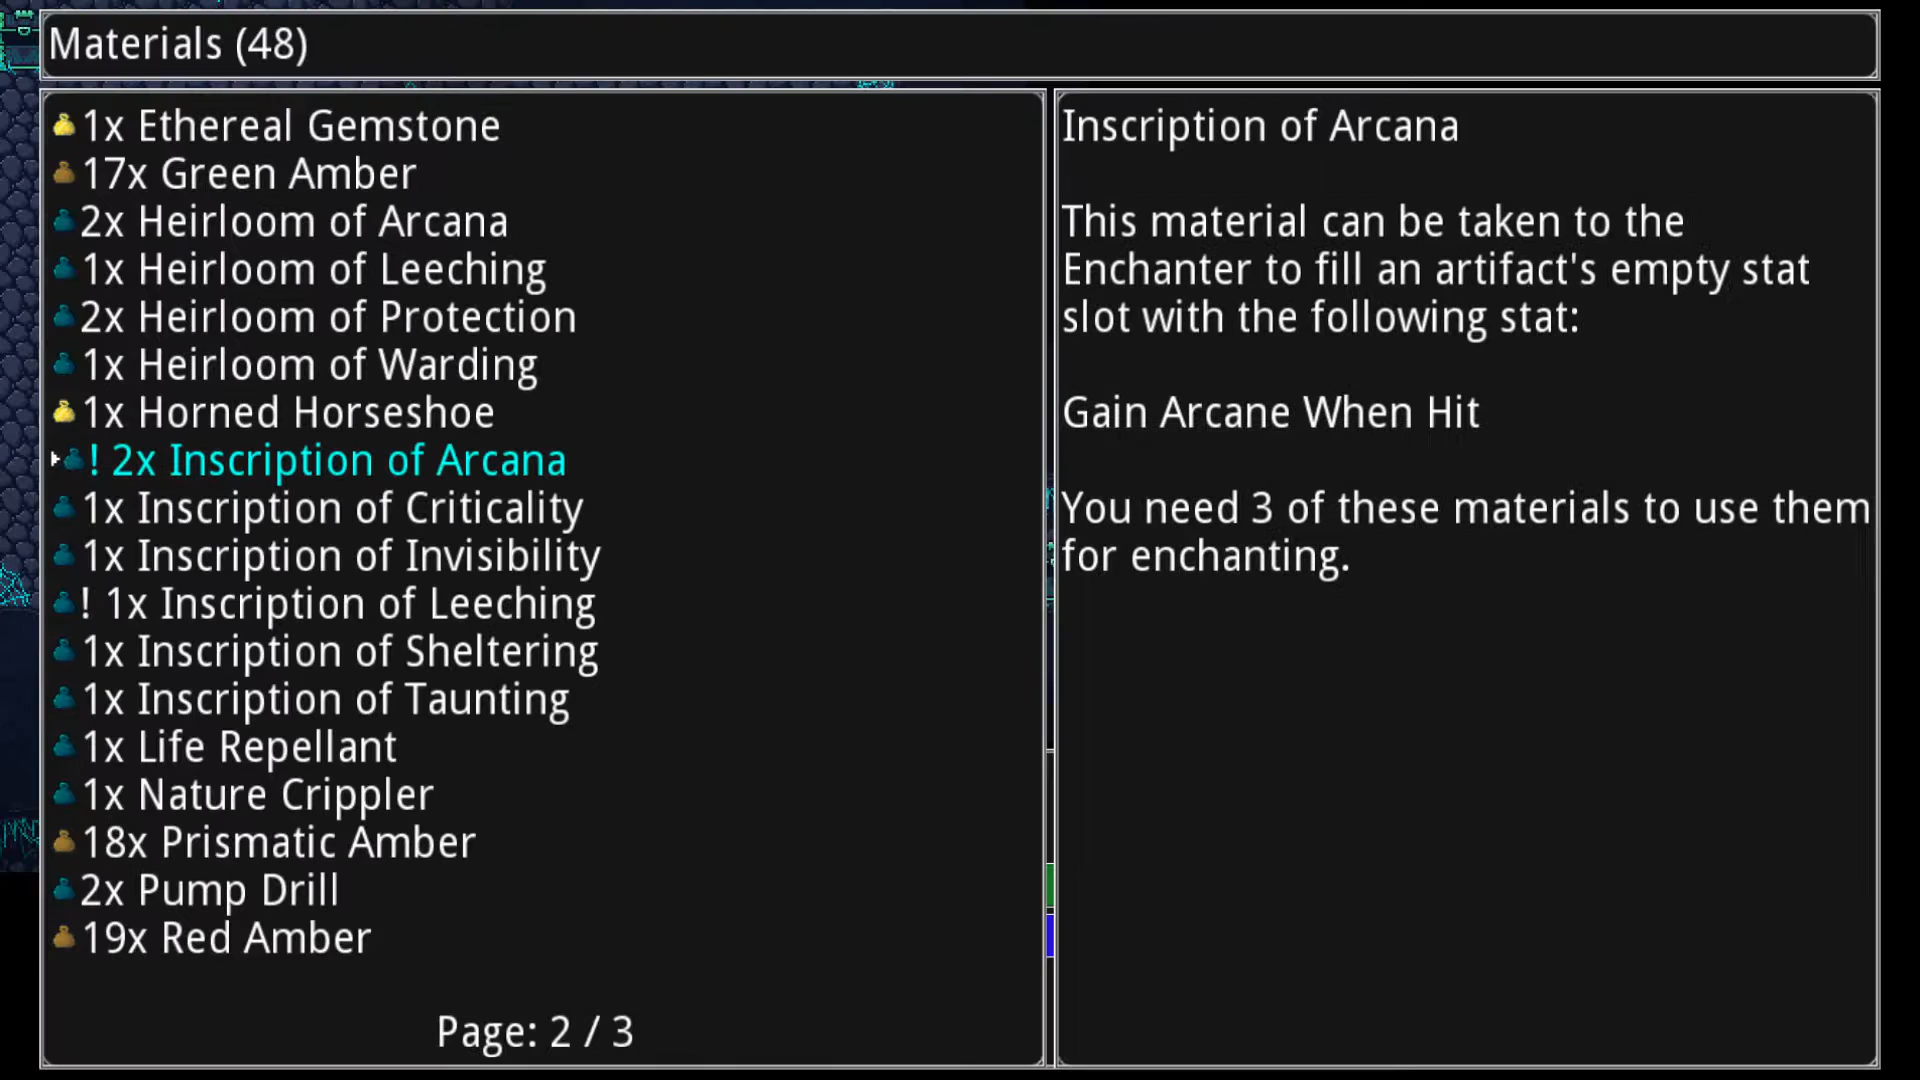 Materials (48)
1x Ethereal Gemstone
17x Green Amber
2x Heirloom of Arcana
1x Heirloom of Leeching
2x Heirloom of Protection
1x Heirloom of Warding
1x Horned Horseshoe
! 2x Inscription of Arcana
1x Inscription of Criticality
1x Inscription of Invisibility
! 1x Inscription of Leeching
1x Inscription of Sheltering
1x Inscription of Taunting
1x Life Repellant
1x Nature Crippler
18x Prismatic Amber
2x Pump Drill
19x Red Amber
Page: 2 / 3
Inscription of Arcana
This material can be taken to the
Enchanter to fill an artifact's empty stat
slot with the following stat:
Gain Arcane When Hit
You need 3 of these materials to use them
for enchanting.